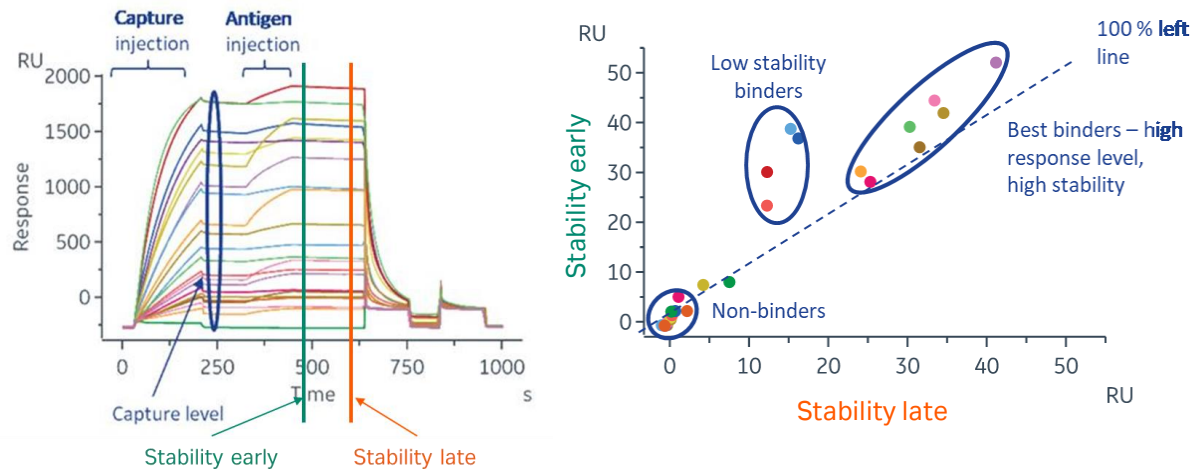 Capture
injection
Antigen
injection
RU
2000
1500
1000
500
0
Response
0
250
500
750
1000
Time
s
Capture level
Stability early
Stability late
RU
50
40
30
20
10
0
Stability early
Low stability
binders
100 % left
line
Best binders – high
response level,
high stability
Non-binders
0
10
20
30
40
50
RU
Stability late